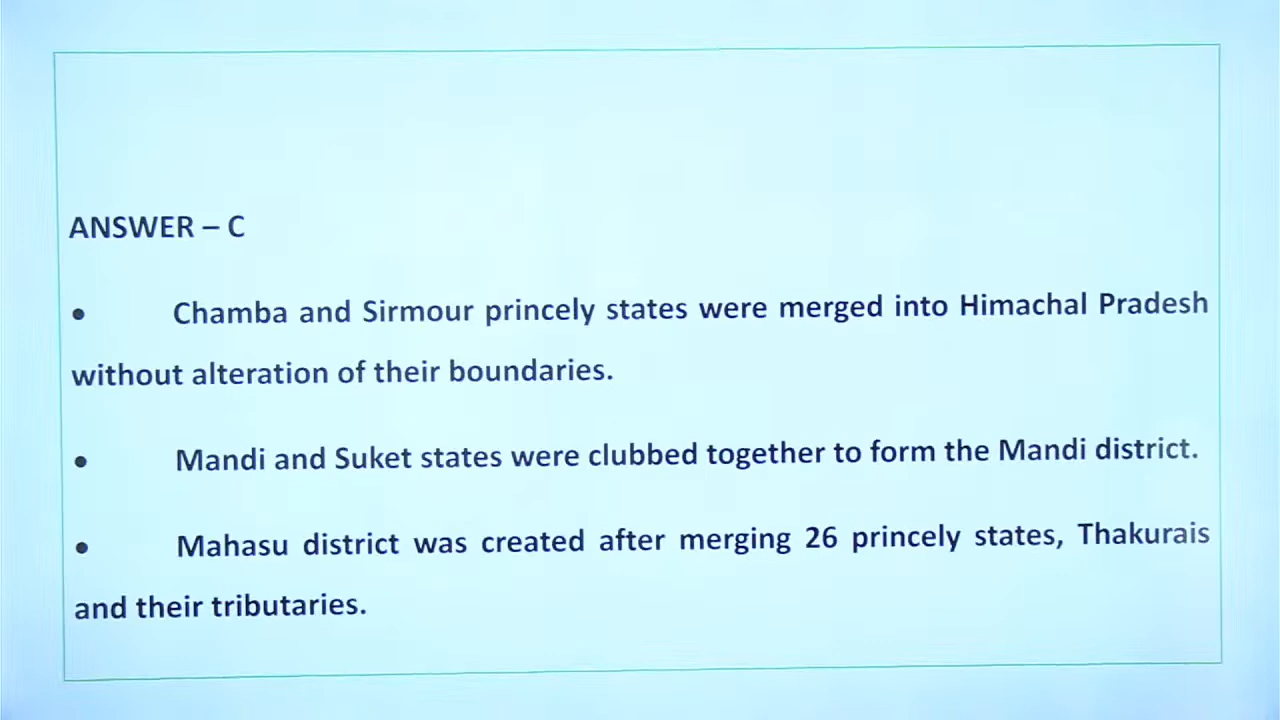 ANSWER – C
• Chamba and Sirmour princely states were merged into Himachal Pradesh
without alteration of their boundaries.
• Mandi and Suket states were clubbed together to form the Mandi district.
• Mahasu district was created after merging 26 princely states, Thakurais
and their tributaries.